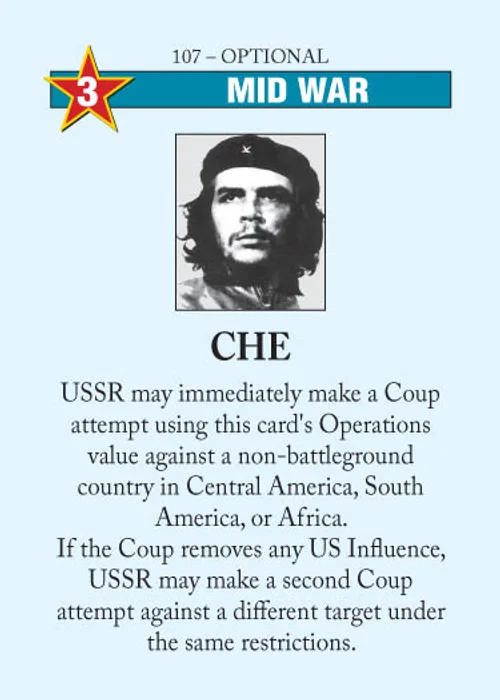 107 – OPTIONAL
3
MID WAR
CHE
USSR may immediately make a Coup
attempt using this card's Operations
value against a non-battleground
country in Central America, South
America, or Africa.
If the Coup removes any US Influence,
USSR may make a second Coup
attempt against a different target under
the same restrictions.